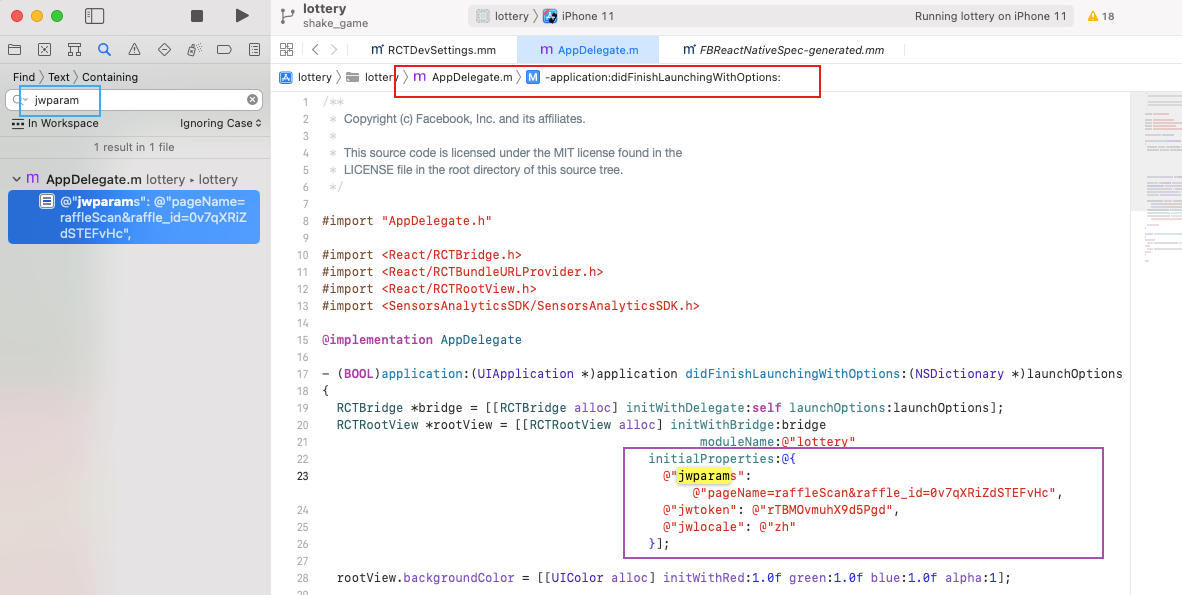 lottery
shake_game
lottery 〉 iPhone 11
Running lottery on iPhone 11
18
RCTDevSettings.mm
AppDelegate.m
FBReactNativeSpec-generated.mm
Find 〉 Text 〉 Containing
jwparam
In Workspace
Ignoring Case
1 result in 1 file
AppDelegate.m lottery ▸ lottery
@"jwparams": @"pageName=
raffleScan&raffle_id=0v7qXRiZ
dSTEFvHc",
lottery 〉 lottery 〉 AppDelegate.m 〉 M -application:didFinishLaunchingWithOptions:
1 /**
2 * Copyright (c) Facebook, Inc. and its affiliates.
3 *
4 * This source code is licensed under the MIT license found in the
5 * LICENSE file in the root directory of this source tree.
6 */
7
8 #import "AppDelegate.h"
9
10 #import <React/RCTBridge.h>
11 #import <React/RCTBundleURLProvider.h>
12 #import <React/RCTRootView.h>
13 #import <SensorsAnalyticsSDK/SensorsAnalyticsSDK.h>
14
15 @implementation AppDelegate
16
17 - (BOOL)application:(UIApplication *)application didFinishLaunchingWithOptions:(NSDictionary *)launchOptions
18 {
19 RCTBridge *bridge = [[RCTBridge alloc] initWithDelegate:self launchOptions:launchOptions];
20 RCTRootView *rootView = [[RCTRootView alloc] initWithBridge:bridge
21 moduleName:@"lottery"
22 initialProperties:@{
23 @"jwparams":
@"pageName=raffleScan&raffle_id=0v7qXRiZdSTEFvHc",
24 @"jwtoken": @"rTBMOvmuhX9d5Pgd",
25 @"jwlocale": @"zh"
26 }];
27
28 rootView.backgroundColor = [[UIColor alloc] initWithRed:1.0f green:1.0f blue:1.0f alpha:1];